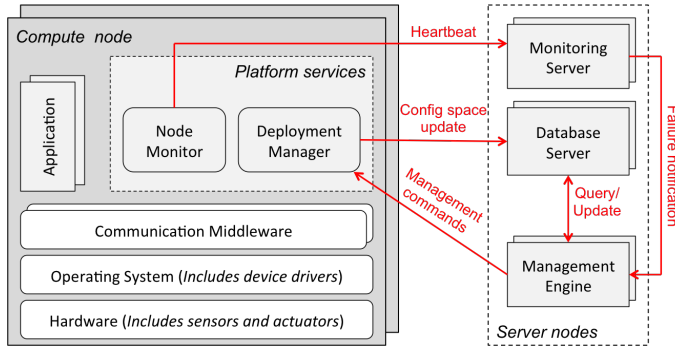 Compute node
Platform services
Application
Node
Monitor
Deployment
Manager
Communication Middleware
Operating System (Includes device drivers)
Hardware (Includes sensors and actuators)
Heartbeat
Config space
update
Management
commands
Monitoring
Server
Database
Server
Query/
Update
Management
Engine
Server nodes
Failure notification